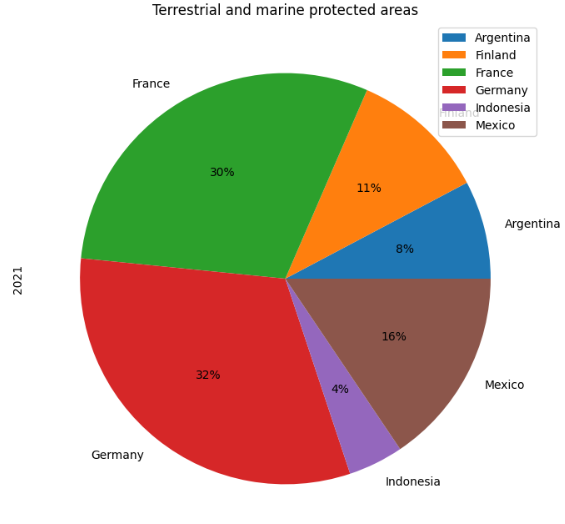 Terrestrial and marine protected areas
Argentina
Finland
France
Germany
Indonesia
Mexico
France
Finland
30%
11%
Argentina
8%
2021
16%
32%
4%
Mexico
Germany
Indonesia